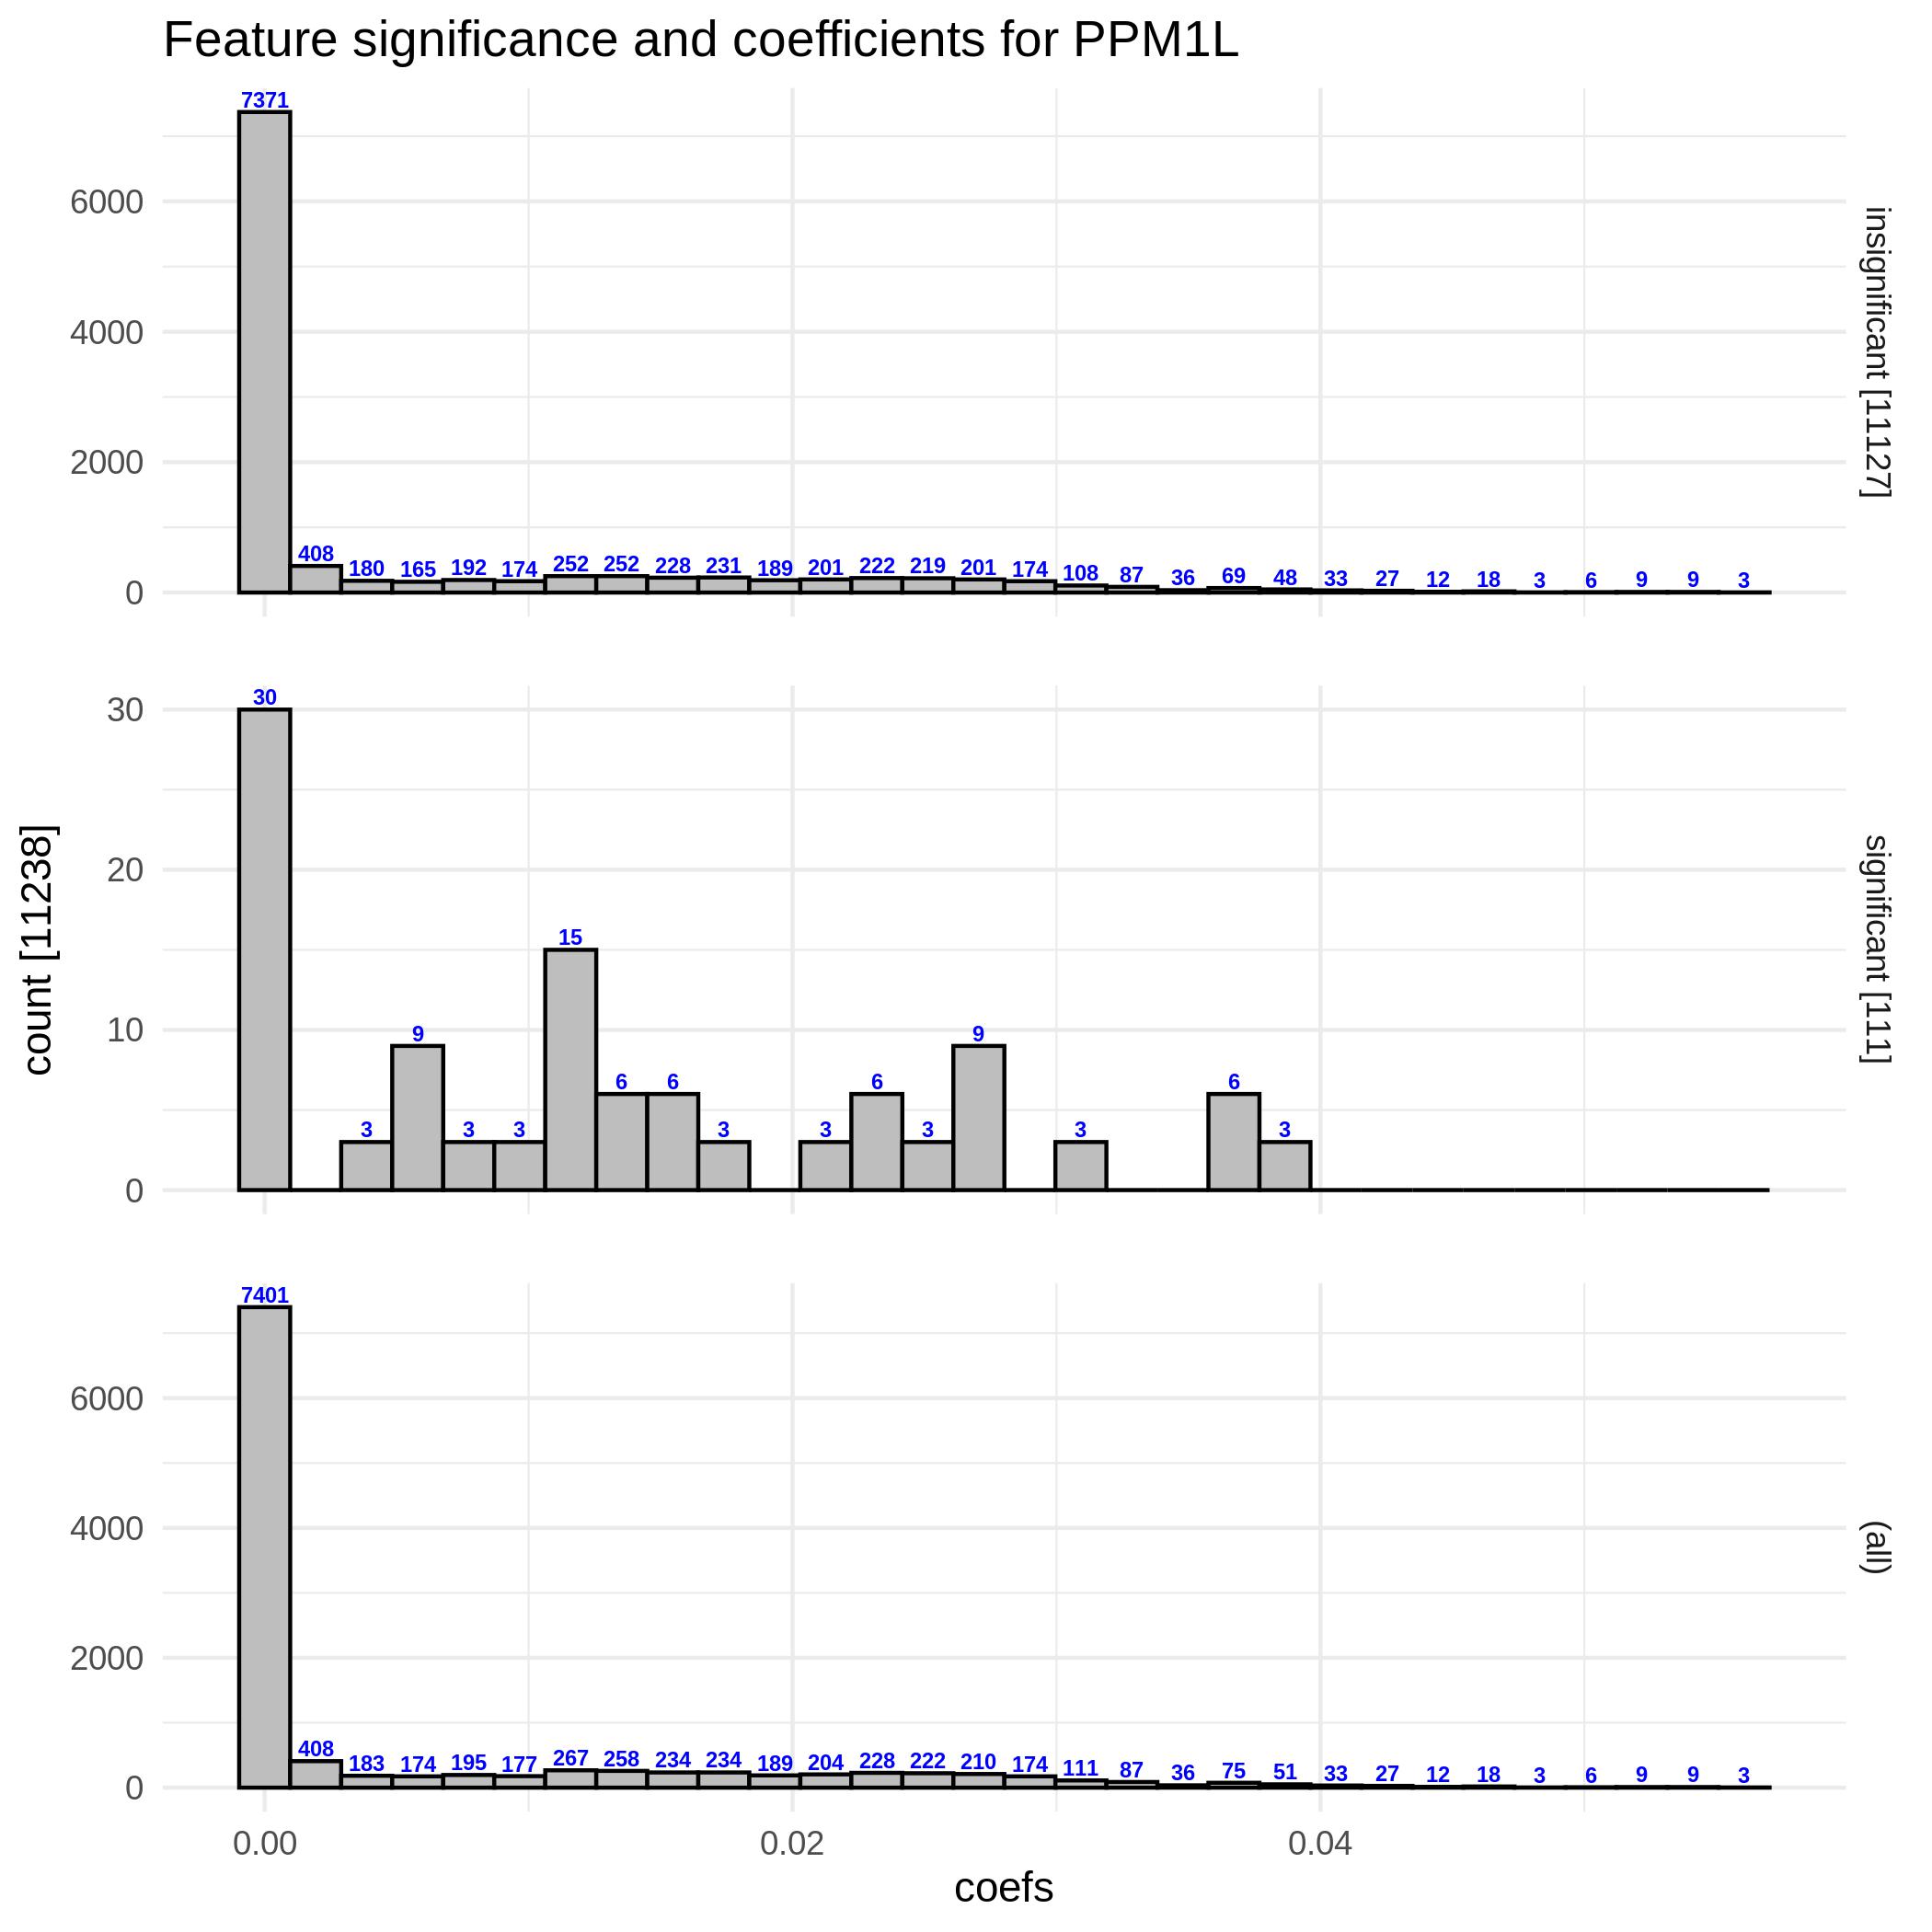 Feature significance and coefficients for PPM1L
7371
408 180 165 192 174 252 252 228 231 189 201 222 219 201 174 108 87 36 69 48 33 27 12 18 3 6 9 9 3
6000
4000
2000
0
insignificant [11127]
30
3 9 3 3 15 6 6 3 3 6 3 9 3 6 3
30
20
10
0
count [11238]
significant [111]
7401
408 183 174 195 177 267 258 234 234 189 204 228 222 210 174 111 87 36 75 51 33 27 12 18 3 6 9 9 3
6000
4000
2000
0
(all)
0.00 0.02 0.04
coefs